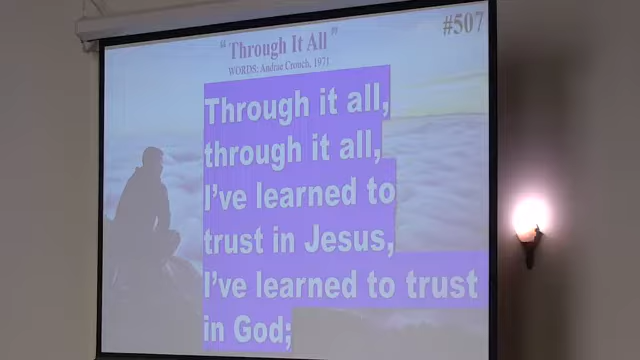 #507
"Through It All"
WORDS: Andrae Crouch, 1971
Through it all,
through it all,
I've learned to
trust in Jesus,
I've learned to trust
in God;